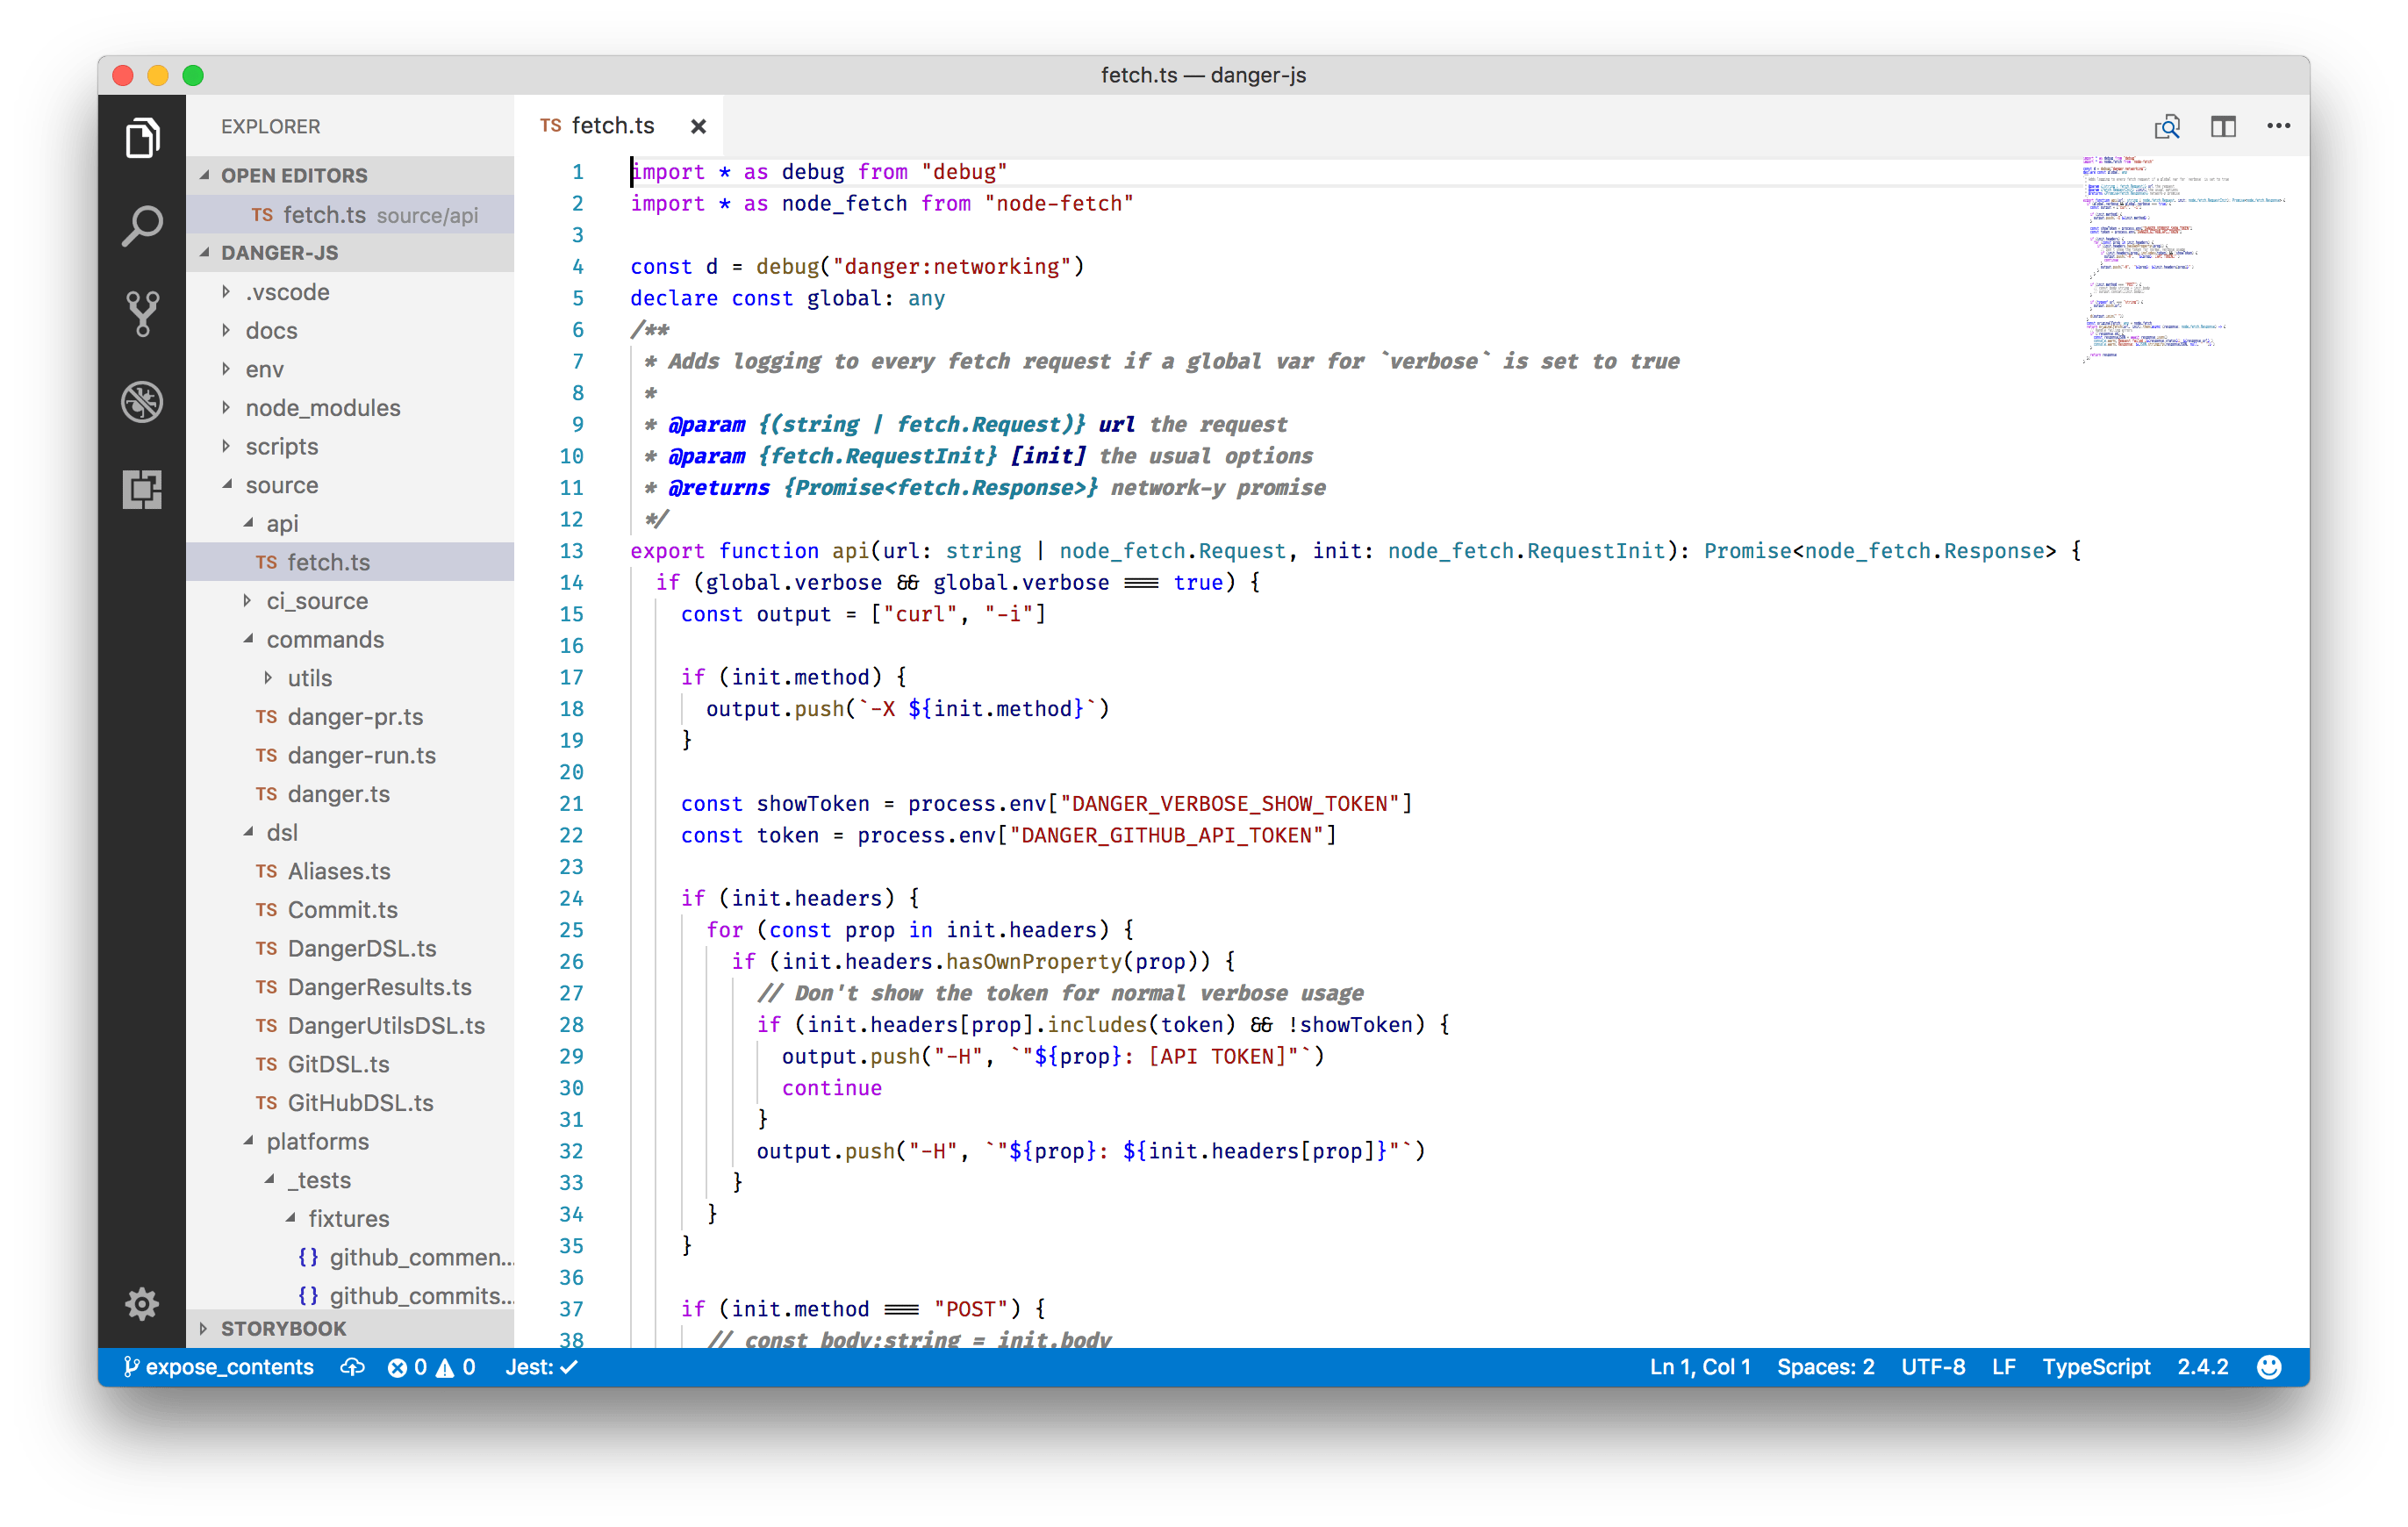 fetch.ts — danger-js
EXPLORER
OPEN EDITORS
TS fetch.ts source/api
DANGER-JS
.vscode
docs
env
node_modules
scripts
source
api
TS fetch.ts
ci_source
commands
utils
TS danger-pr.ts
TS danger-run.ts
TS danger.ts
dsl
TS Aliases.ts
TS Commit.ts
TS DangerDSL.ts
TS DangerResults.ts
TS DangerUtilsDSL.ts
TS GitDSL.ts
TS GitHubDSL.ts
platforms
_tests
fixtures
{} github_commen...
{} github_commits...
STORYBOOK
TS fetch.ts ×
1 import * as debug from "debug"
2 import * as node_fetch from "node-fetch"
3
4 const d = debug("danger:networking")
5 declare const global: any
6 /**
7 * Adds logging to every fetch request if a global var for `verbose` is set to true
8 *
9 * @param {(string | fetch.Request)} url the request
10 * @param {fetch.RequestInit} [init] the usual options
11 * @returns {Promise<fetch.Response>} network-y promise
12 */
13 export function api(url: string | node_fetch.Request, init: node_fetch.RequestInit): Promise<node_fetch.Response> {
14 if (global.verbose && global.verbose === true) {
15 const output = ["curl", "-i"]
16
17 if (init.method) {
18 output.push(`-X ${init.method}`)
19 }
20
21 const showToken = process.env["DANGER_VERBOSE_SHOW_TOKEN"]
22 const token = process.env["DANGER_GITHUB_API_TOKEN"]
23
24 if (init.headers) {
25 for (const prop in init.headers) {
26 if (init.headers.hasOwnProperty(prop)) {
27 // Don't show the token for normal verbose usage
28 if (init.headers[prop].includes(token) && !showToken) {
29 output.push("-H", `"${prop}: [API TOKEN]"`)
30 continue
31 }
32 output.push("-H", `"${prop}: ${init.headers[prop]}"`)
33 }
34 }
35 }
36
37 if (init.method === "POST") {
38 // const body:string = init.body
expose_contents 0 0 Jest: ✓ Ln 1, Col 1 Spaces: 2 UTF-8 LF TypeScript 2.4.2